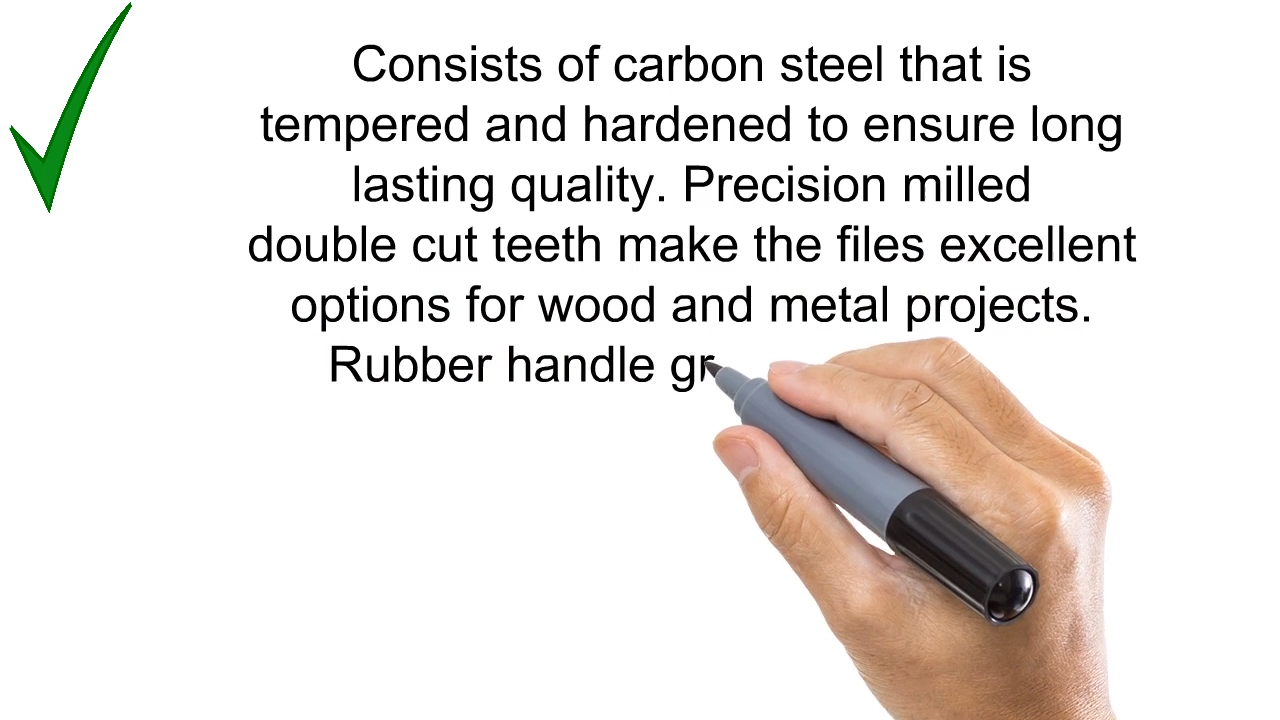 Consists of carbon steel that is
tempered and hardened to ensure long
lasting quality. Precision milled
double cut teeth make the files excellent
options for wood and metal projects.
Rubber handle gr